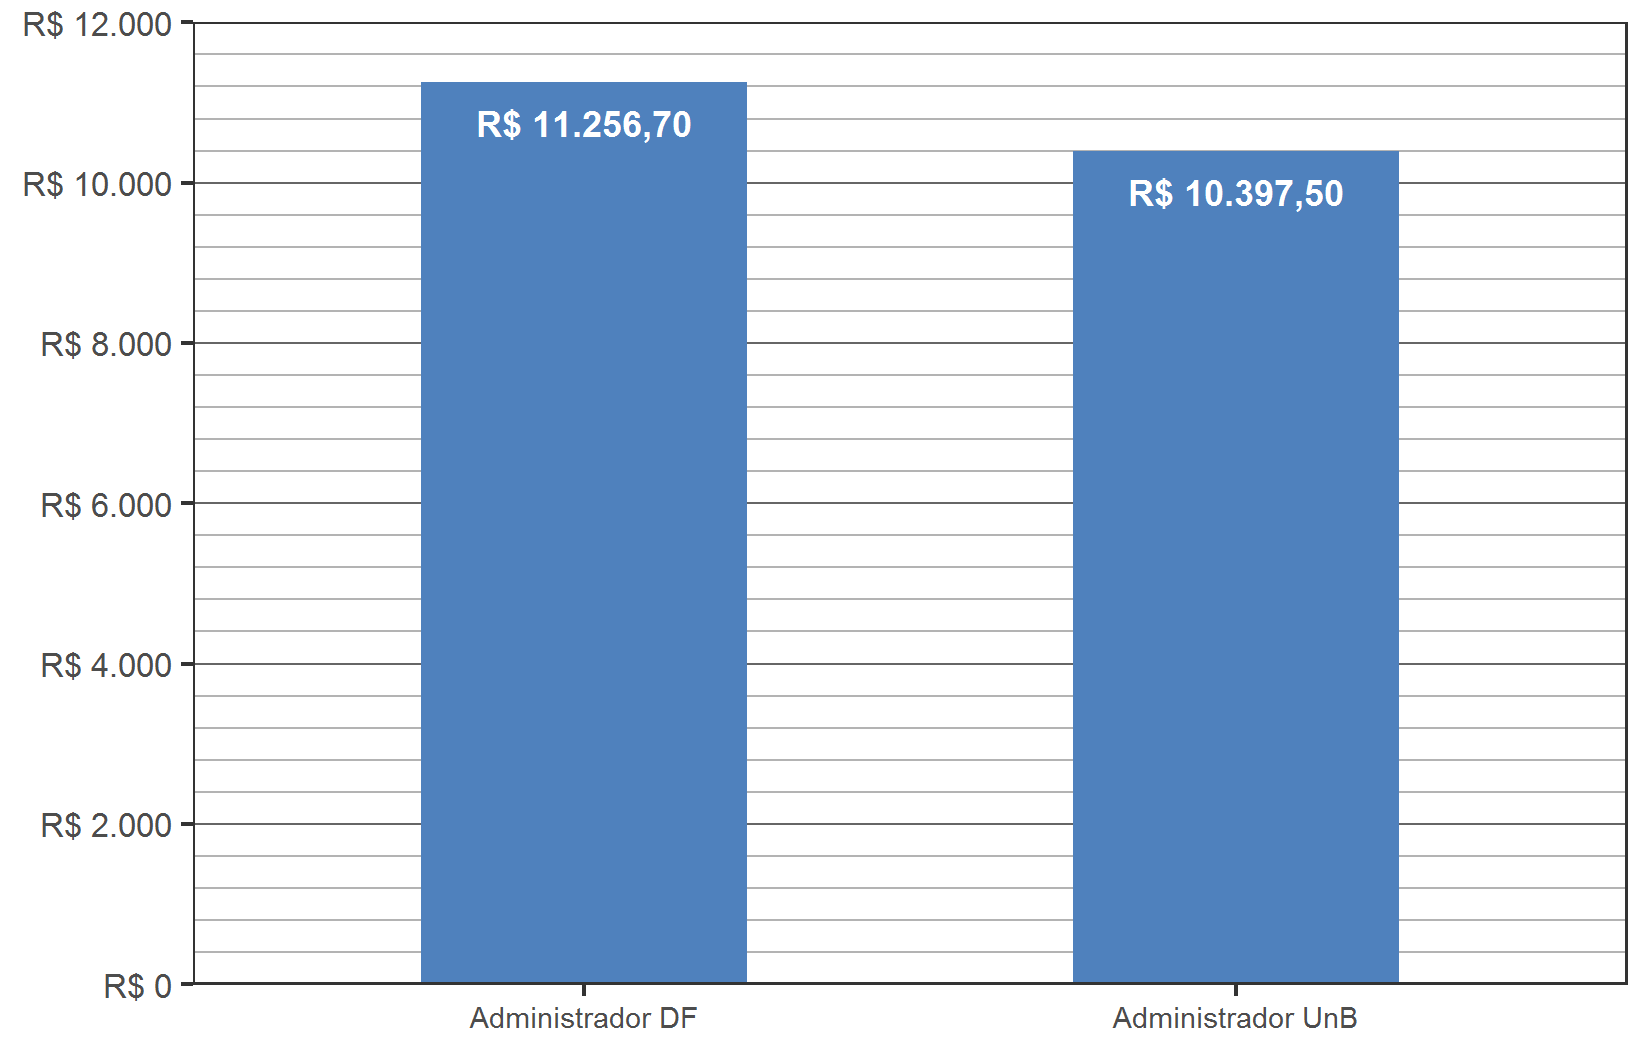 R$ 12.000
R$ 11.256,70
R$ 10.000
R$ 10.397,50
R$ 8.000
R$ 6.000
R$ 4.000
R$ 2.000
R$ 0
Administrador DF
Administrador UnB